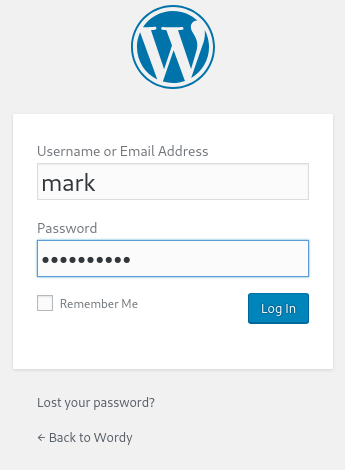 Username or Email Address
mark
Password
••••••••••
Remember Me
Log In
Lost your password?
← Back to Wordy